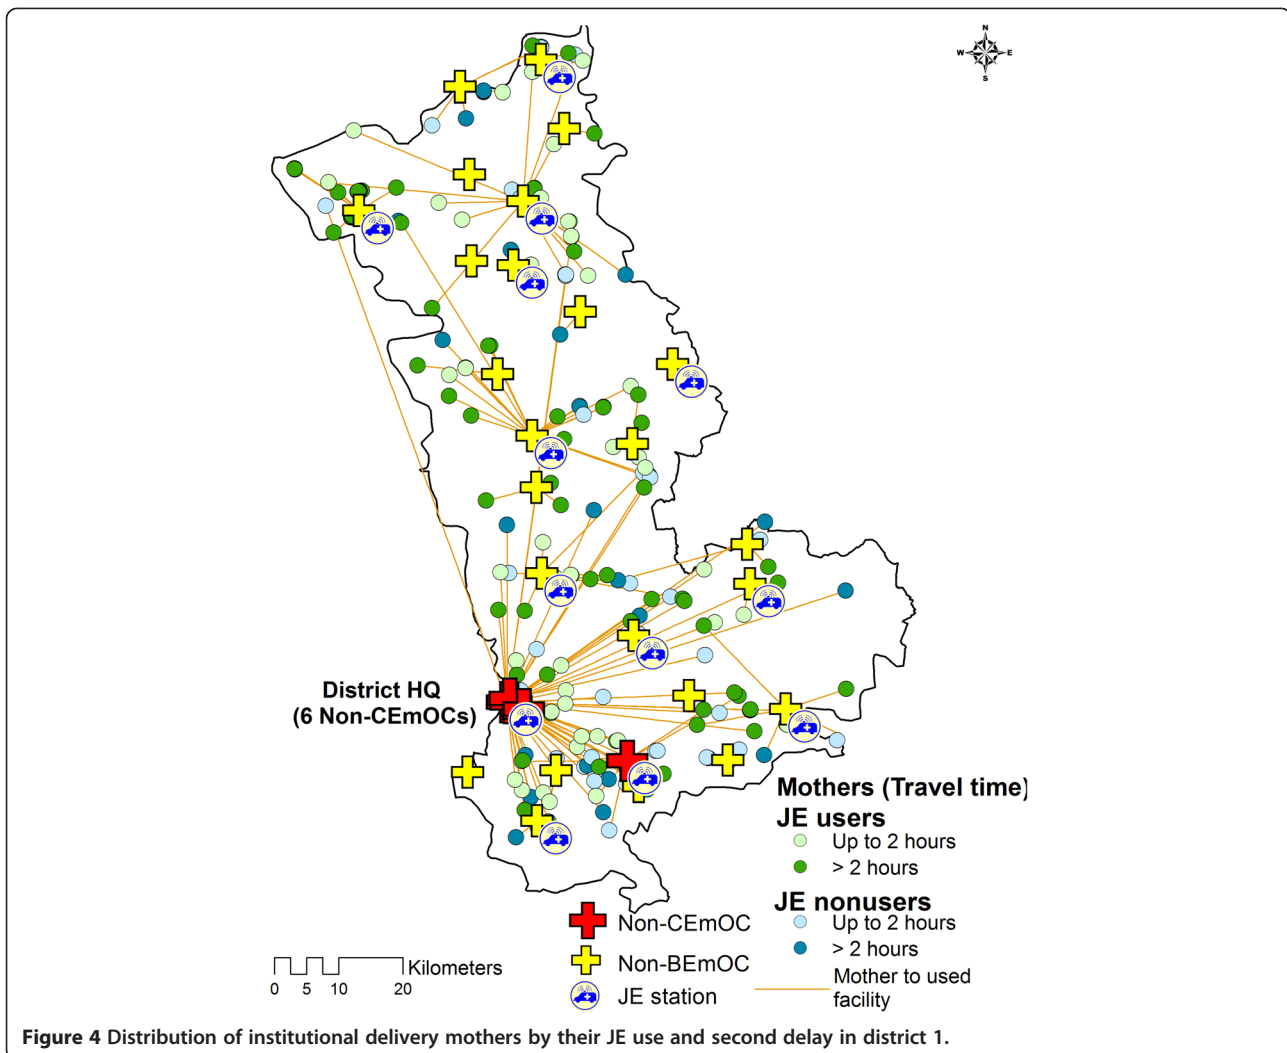 N
W E
S
District HQ
(6 Non-CEmOCs)
Mothers (Travel time)
JE users
Up to 2 hours
> 2 hours
JE nonusers
Up to 2 hours
> 2 hours
Mother to used
facility
Non-CEmOC
Non-BEmOC
JE station
Kilometers
0 5 10 20
Figure 4 Distribution of institutional delivery mothers by their JE use and second delay in district 1.